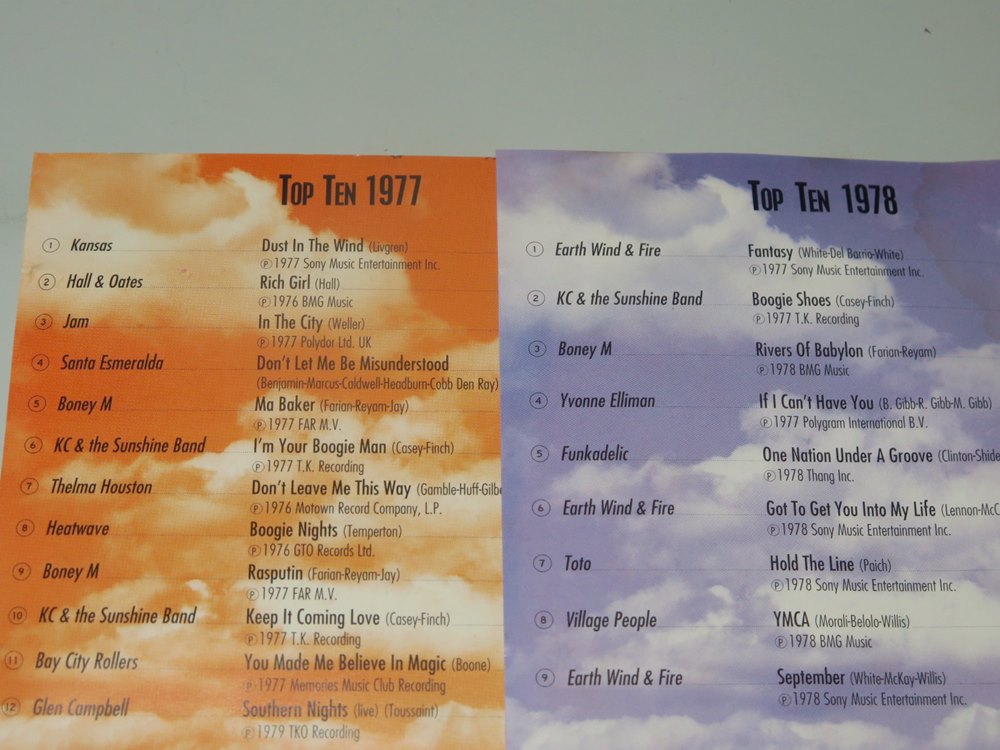 Top Ten 1977
1 Kansas Dust In The Wind (Livgren)
℗1977 Sony Music Entertainment Inc.
2 Hall & Oates Rich Girl (Hall)
℗1976 BMG Music
3 Jam In The City (Weller)
℗1977 Polydor Ltd. UK
4 Santa Esmeralda Don't Let Me Be Misunderstood
(Benjamin-Marcus-Caldwell-Headburn-Cobb Den Ray)
5 Boney M Ma Baker (Farian-Reyam-Jay)
℗1977 FAR M.V.
6 KC & the Sunshine Band I'm Your Boogie Man (Casey-Finch)
℗1977 T.K. Recording
7 Thelma Houston Don't Leave Me This Way (Gamble-Huff-Gilbe
℗1976 Motown Record Company, L.P.
8 Heatwave Boogie Nights (Temperton)
℗1976 GTO Records Ltd.
9 Boney M Rasputin (Farian-Reyam-Jay)
℗1977 FAR M.V.
10 KC & the Sunshine Band Keep It Coming Love (Casey-Finch)
℗1977 T.K. Recording
11 Bay City Rollers You Made Me Believe In Magic (Boone)
℗1977 Memories Music Club Recording
12 Glen Campbell Southern Nights (live) (Toussaint)
℗1979 TKO Recording
Top Ten 1978
1 Earth Wind & Fire Fantasy (White-Del Barrio-White)
℗1977 Sony Music Entertainment Inc.
2 KC & the Sunshine Band Boogie Shoes (Casey-Finch)
℗1977 T.K. Recording
3 Boney M Rivers Of Babylon (Farian-Reyam)
℗1978 BMG Music
4 Yvonne Elliman If I Can't Have You (B. Gibb-R. Gibb-M. Gibb)
℗1977 Polygram International B.V.
5 Funkadelic One Nation Under A Groove (Clinton-Shide
℗1978 Thang Inc.
6 Earth Wind & Fire Got To Get You Into My Life (Lennon-McC
℗1978 Sony Music Entertainment Inc.
7 Toto Hold The Line (Paich)
℗1978 Sony Music Entertainment Inc.
8 Village People YMCA (Morali-Belolo-Willis)
℗1978 BMG Music
9 Earth Wind & Fire September (White-McKay-Willis)
℗1978 Sony Music Entertainment Inc.